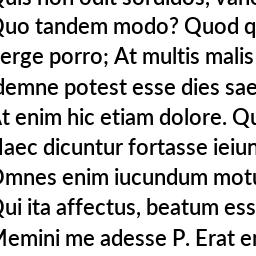 Quis non odit sordidos, vano
Quo tandem modo? Quod q
erge porro; At multis malis
demne potest esse dies sae
At enim hic etiam dolore. Qu
Haec dicuntur fortasse ieiun
Omnes enim iucundum motu
Qui ita affectus, beatum ess
Memini me adesse P. Erat en